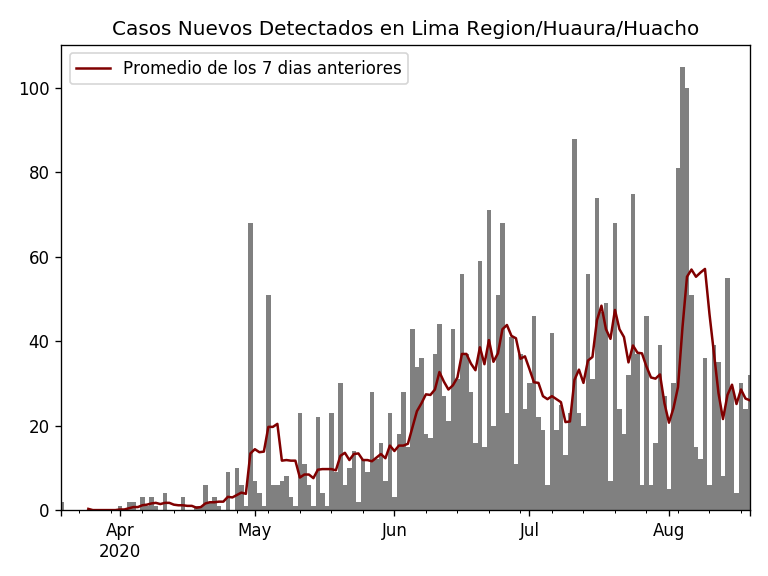 Casos Nuevos Detectados en Lima Region/Huaura/Huacho
Promedio de los 7 dias anteriores
100
80
60
40
20
0
Apr
2020
May
Jun
Jul
Aug